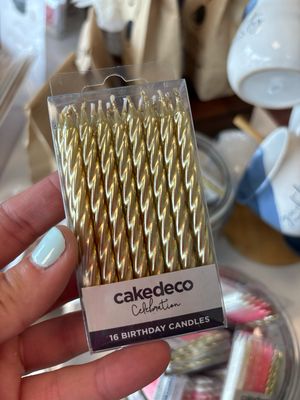 cakedeco
Celebration
16 BIRTHDAY CANDLES